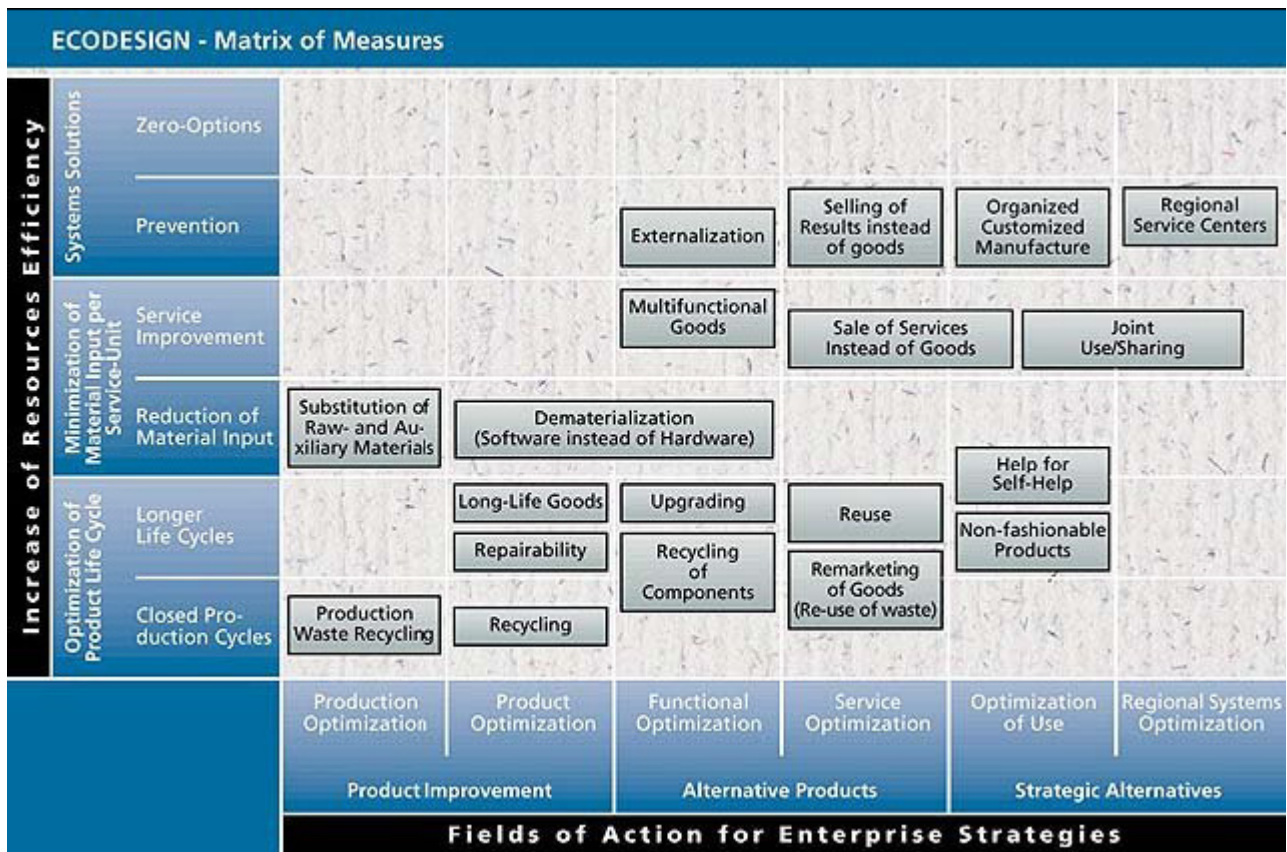 ECODESIGN - Matrix of Measures
Increase of Resources Efficiency
Systems Solutions
Zero-Options
Prevention
Externalization
Selling of
Results instead
of goods
Organized
Customized
Manufacture
Regional
Service Centers
Minimization of
Material Input per
Service-Unit
Service
Improvement
Multifunctional
Goods
Sale of Services
Instead of Goods
Joint
Use/Sharing
Reduction of
Material Input
Substitution of
Raw- and Au-
xiliary Materials
Dematerialization
(Software instead of Hardware)
Help for
Self-Help
Optimization of
Product Life Cycle
Longer
Life Cycles
Long-Life Goods
Upgrading
Reuse
Non-fashionable
Products
Repairability
Recycling
of
Components
Remarketing
of Goods
(Re-use of waste)
Closed Pro-
duction Cycles
Production
Waste Recycling
Recycling
Production
Optimization
Product
Optimization
Functional
Optimization
Service
Optimization
Optimization
of Use
Regional Systems
Optimization
Product Improvement
Alternative Products
Strategic Alternatives
Fields of Action for Enterprise Strategies